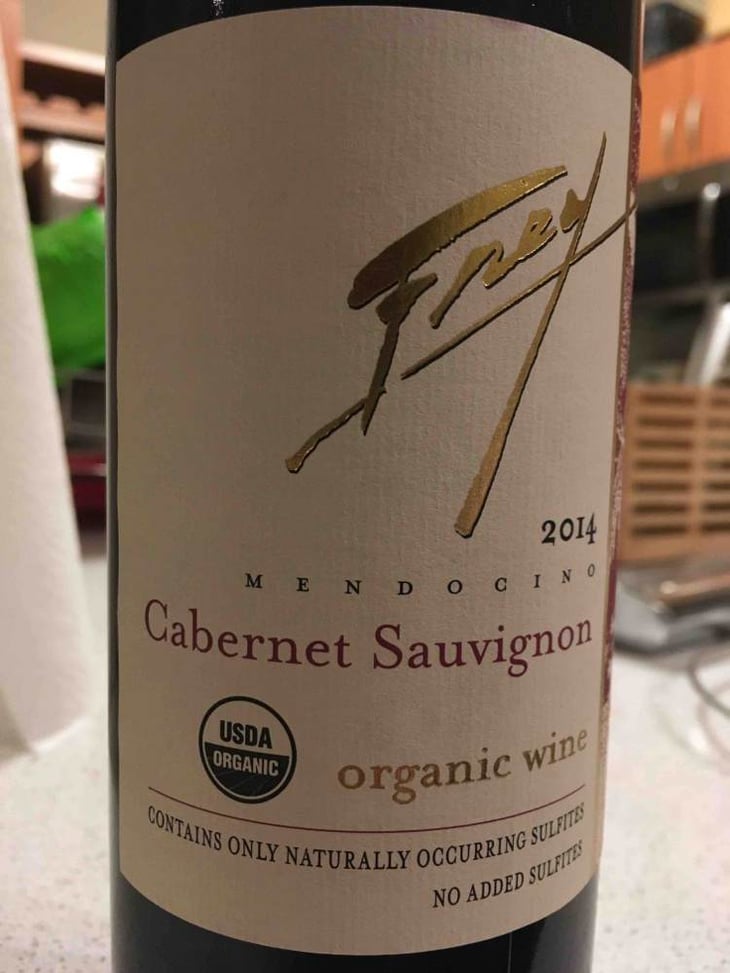 Frey
2014
MENDOCINO
Cabernet Sauvignon
USDA
ORGANIC
organic wine
CONTAINS ONLY NATURALLY OCCURRING SULFITES
NO ADDED SULFITES